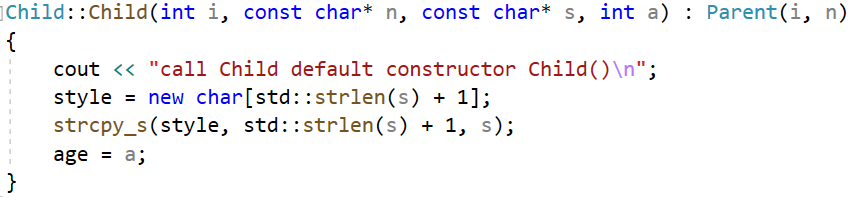 Child::Child(int i, const char* n, const char* s, int a) : Parent(i, n)
{
    cout << "call Child default constructor Child()\n";
    style = new char[std::strlen(s) + 1];
    strcpy_s(style, std::strlen(s) + 1, s);
    age = a;
}